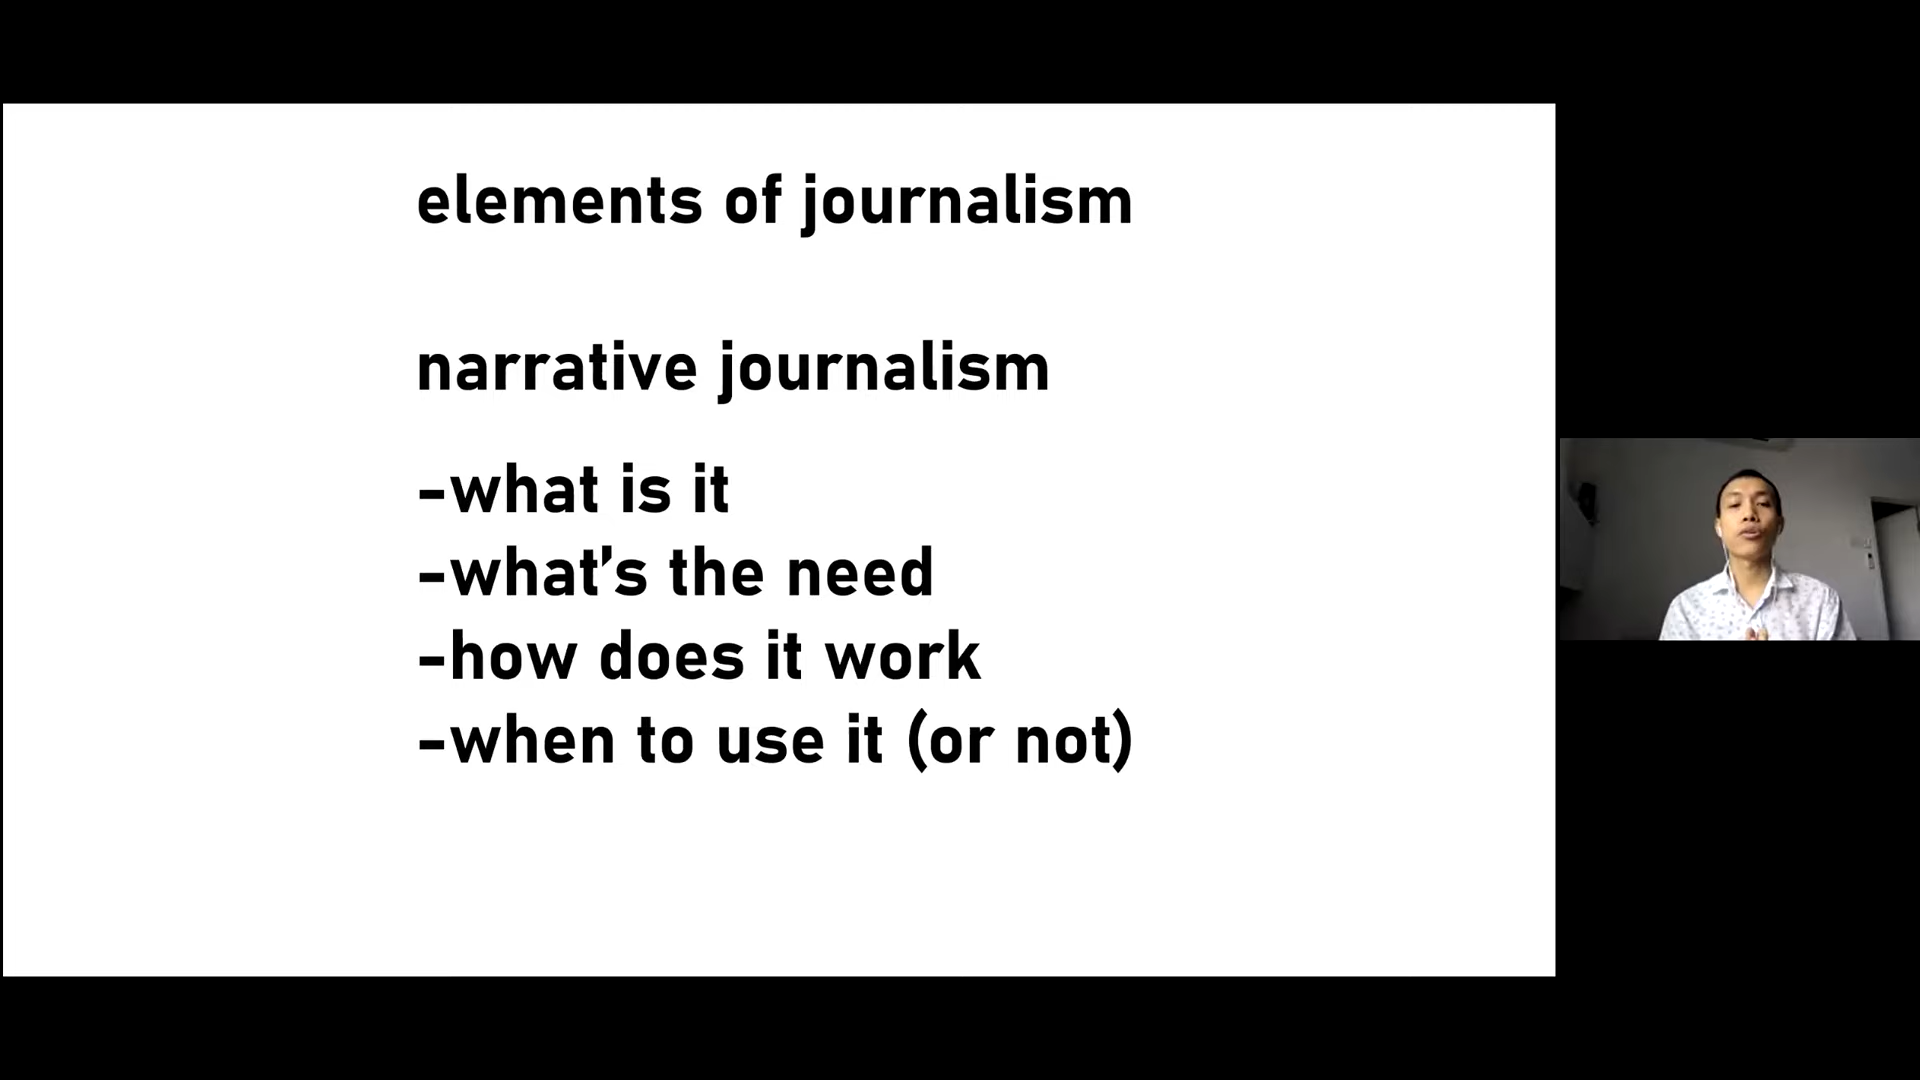 elements of journalism
narrative journalism
-what is it
-what’s the need
-how does it work
-when to use it (or not)